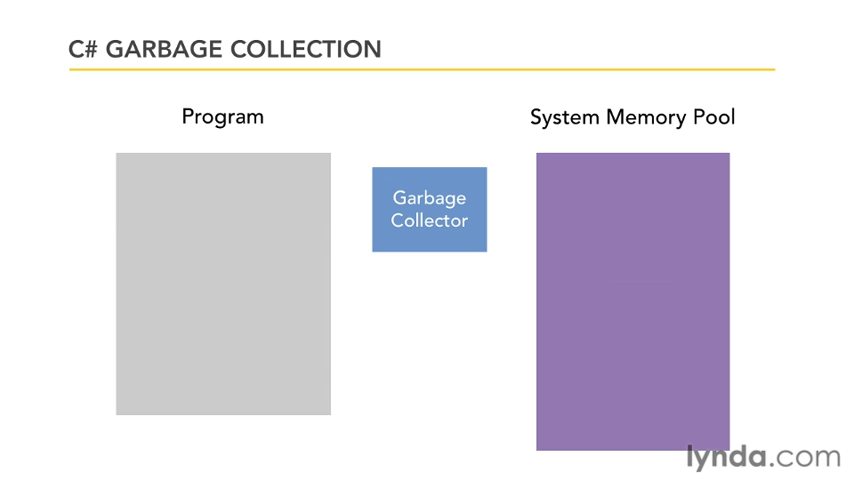 C# GARBAGE COLLECTION
Program
System Memory Pool
Garbage
Collector
lynda.com